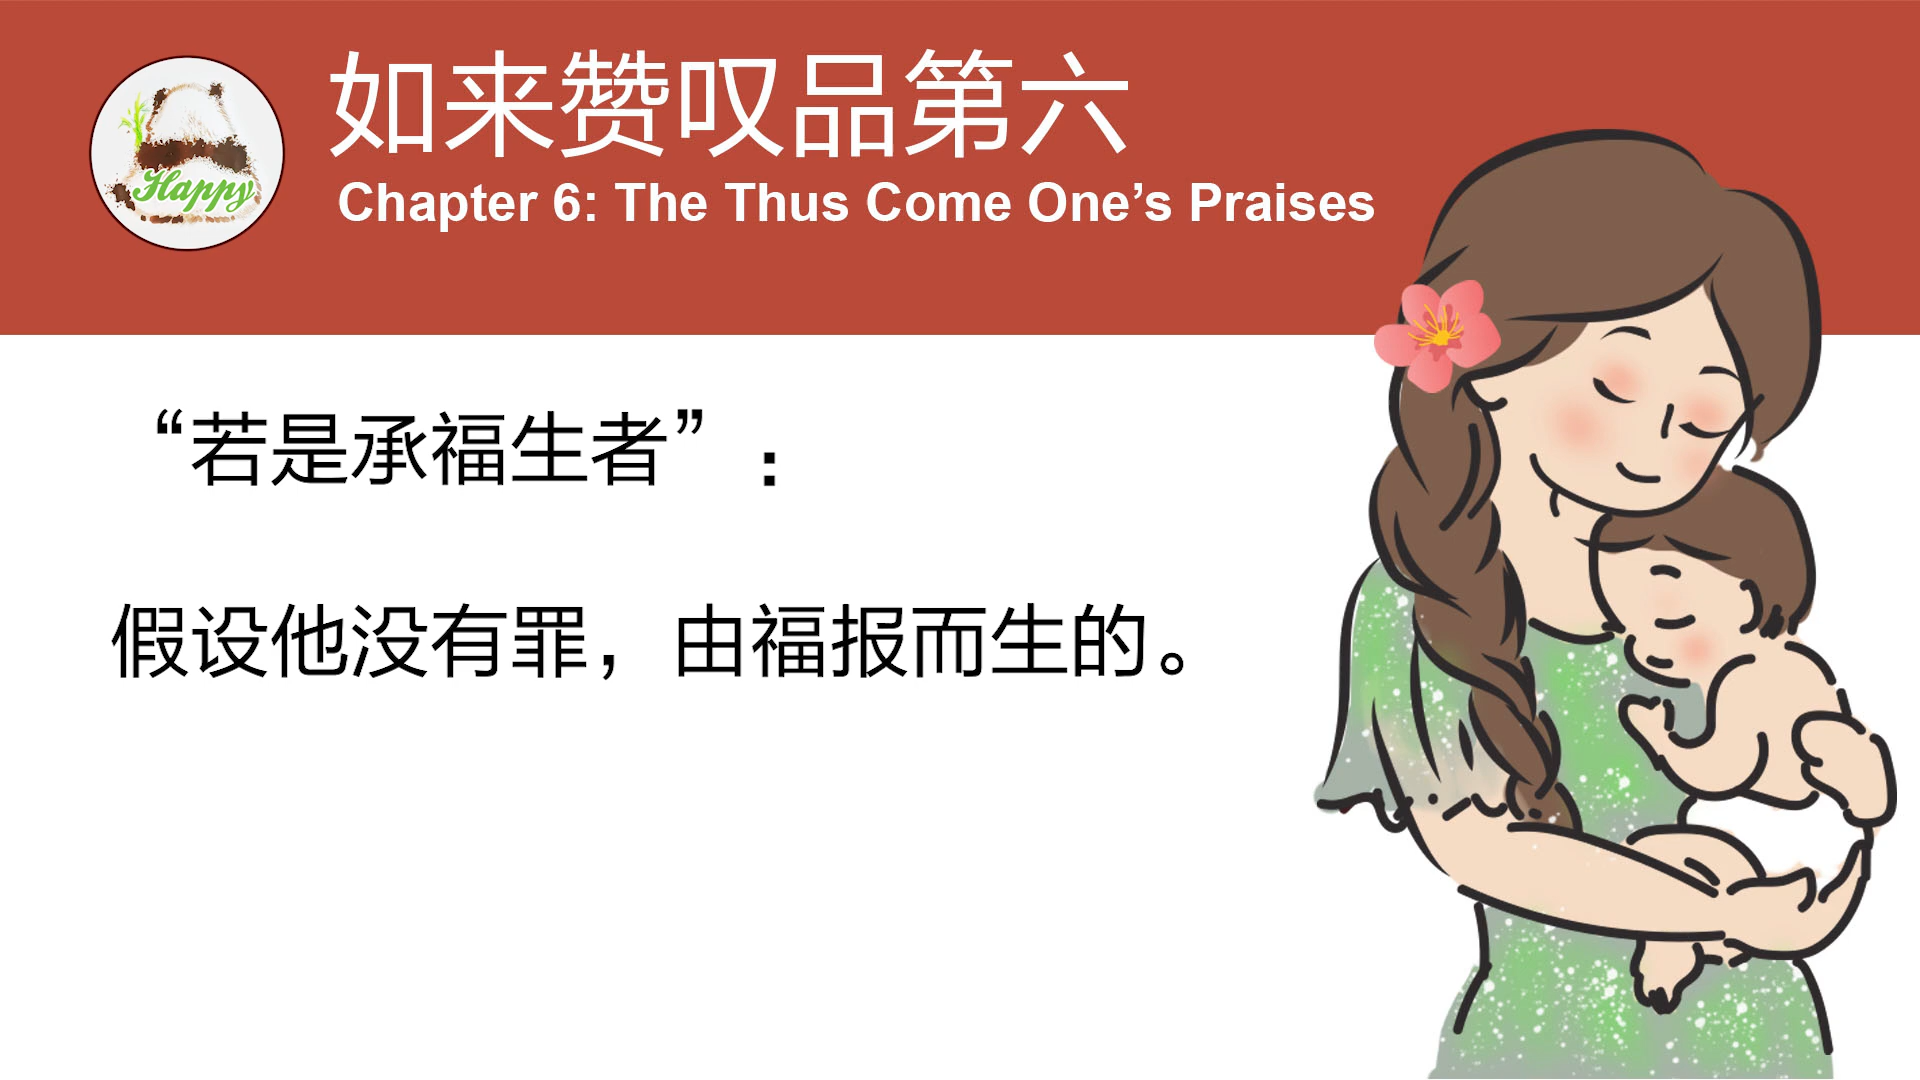 如来赞叹品第六
Happy
Chapter 6: The Thus Come One’s Praises
“若是承福生者”：
假设他没有罪，由福报而生的。